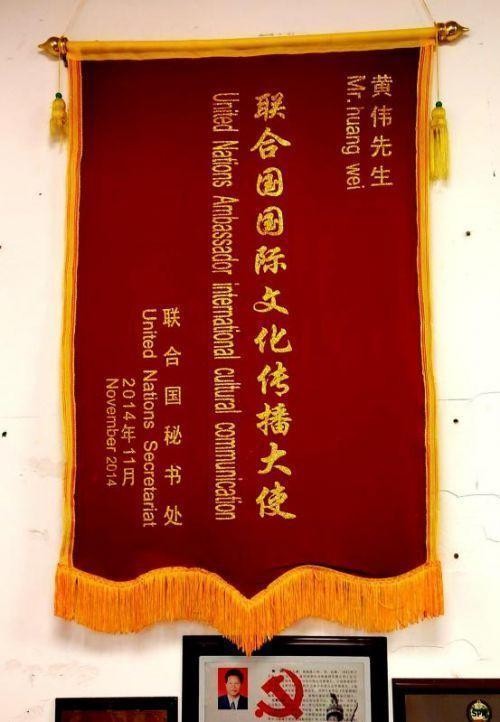 黄伟先生
Mr. huang wei
联合国国际文化传播大使
United Nations Ambassador international cultural communication
联合国秘书处
United Nations Secretariat
2014年11月
November 2014